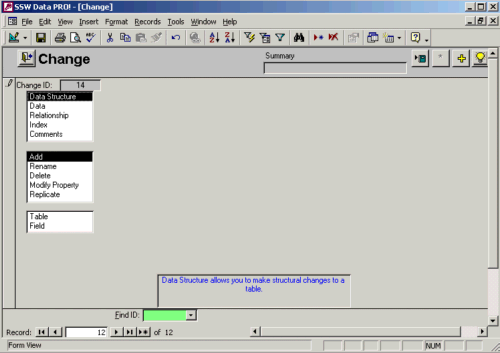 SSW Data PRO! - [Change]
File Edit View Insert Format Records Tools Window Help
Change
Summary
Change ID: 14
Data Structure
Data
Relationship
Index
Comments
Add
Rename
Delete
Modify Property
Replicate
Table
Field
Data Structure allows you to make structural changes to a
table.
Find ID:
Record: 12 of 12
Form View NUM